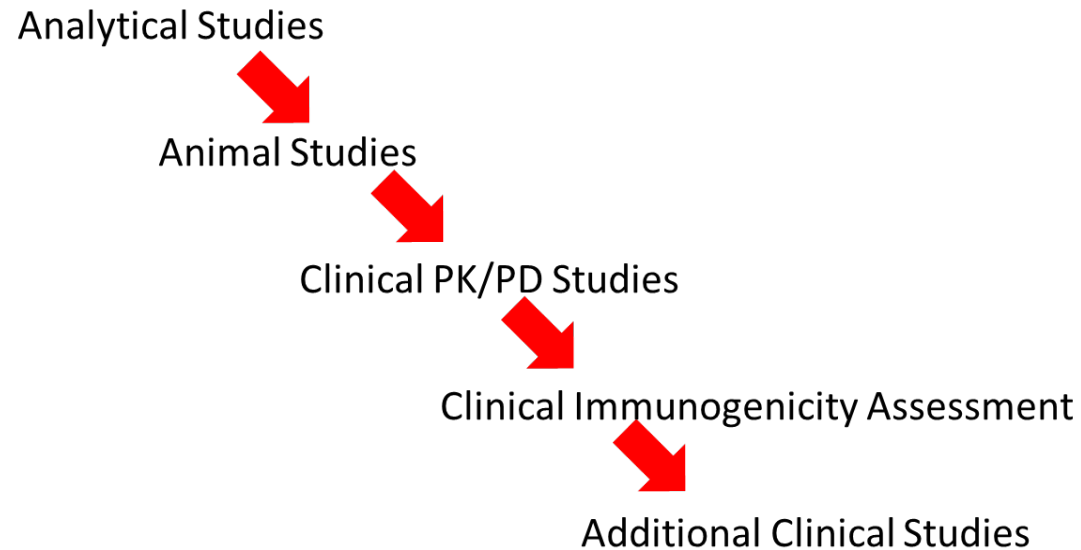 Analytical Studies
Animal Studies
Clinical PK/PD Studies
Clinical Immunogenicity Assessment
Additional Clinical Studies